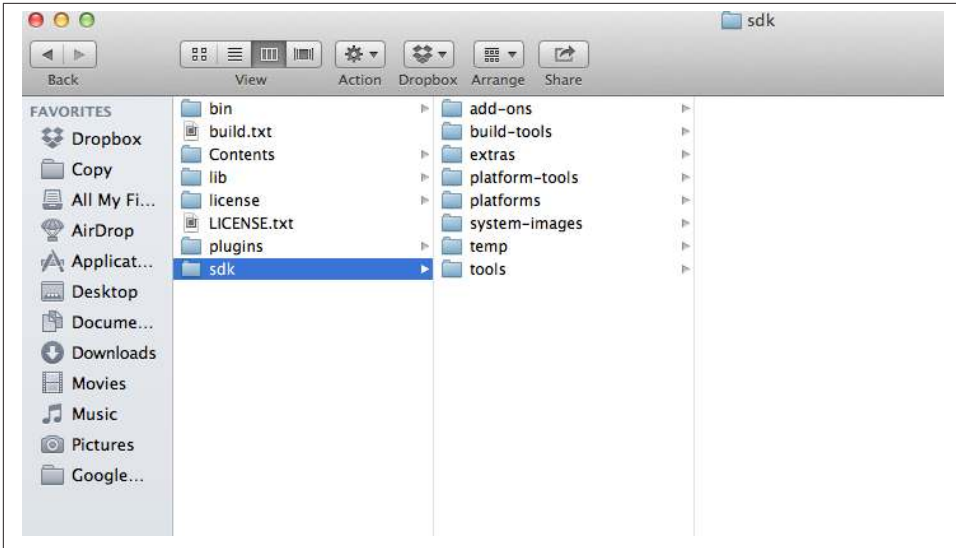 sdk
Back
View
Action
Dropbox
Arrange
Share
FAVORITES
Dropbox
Copy
All My Fi...
AirDrop
Applicat...
Desktop
Docume...
Downloads
Movies
Music
Pictures
Google...
bin
build.txt
Contents
lib
license
LICENSE.txt
plugins
sdk
add-ons
build-tools
extras
platform-tools
platforms
system-images
temp
tools